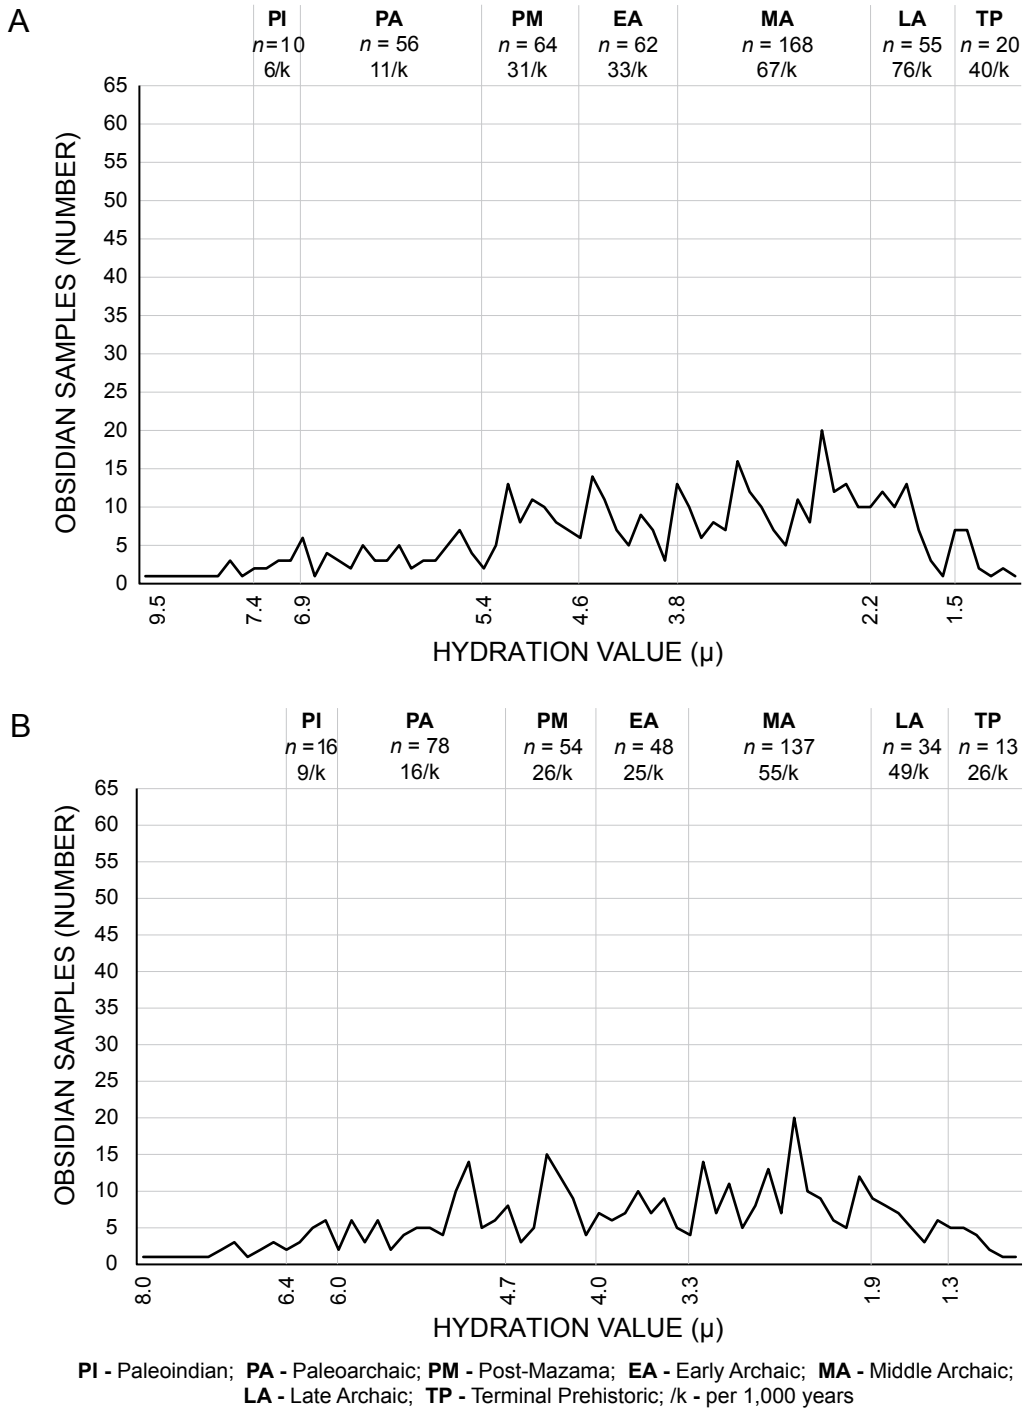 A
PI PA PM EA MA LA TP
n=10 n = 56 n = 64 n = 62 n = 168 n = 55 n = 20
6/k 11/k 31/k 33/k 67/k 76/k 40/k
65
60
55
50
45
40
35
30
25
20
15
10
5
0
OBSIDIAN SAMPLES (NUMBER)
9.5 7.4 6.9 5.4 4.6 3.8 2.2 1.5
HYDRATION VALUE (μ)
B
PI PA PM EA MA LA TP
n = 16 n = 78 n = 54 n = 48 n = 137 n = 34 n = 13
9/k 16/k 26/k 25/k 55/k 49/k 26/k
65
60
55
50
45
40
35
30
25
20
15
10
5
0
OBSIDIAN SAMPLES (NUMBER)
8.0 6.4 6.0 4.7 4.0 3.3 1.9 1.3
HYDRATION VALUE (μ)
PI - Paleoindian; PA - Paleoarchaic; PM - Post-Mazama; EA - Early Archaic; MA - Middle Archaic;
LA - Late Archaic; TP - Terminal Prehistoric; /k - per 1,000 years